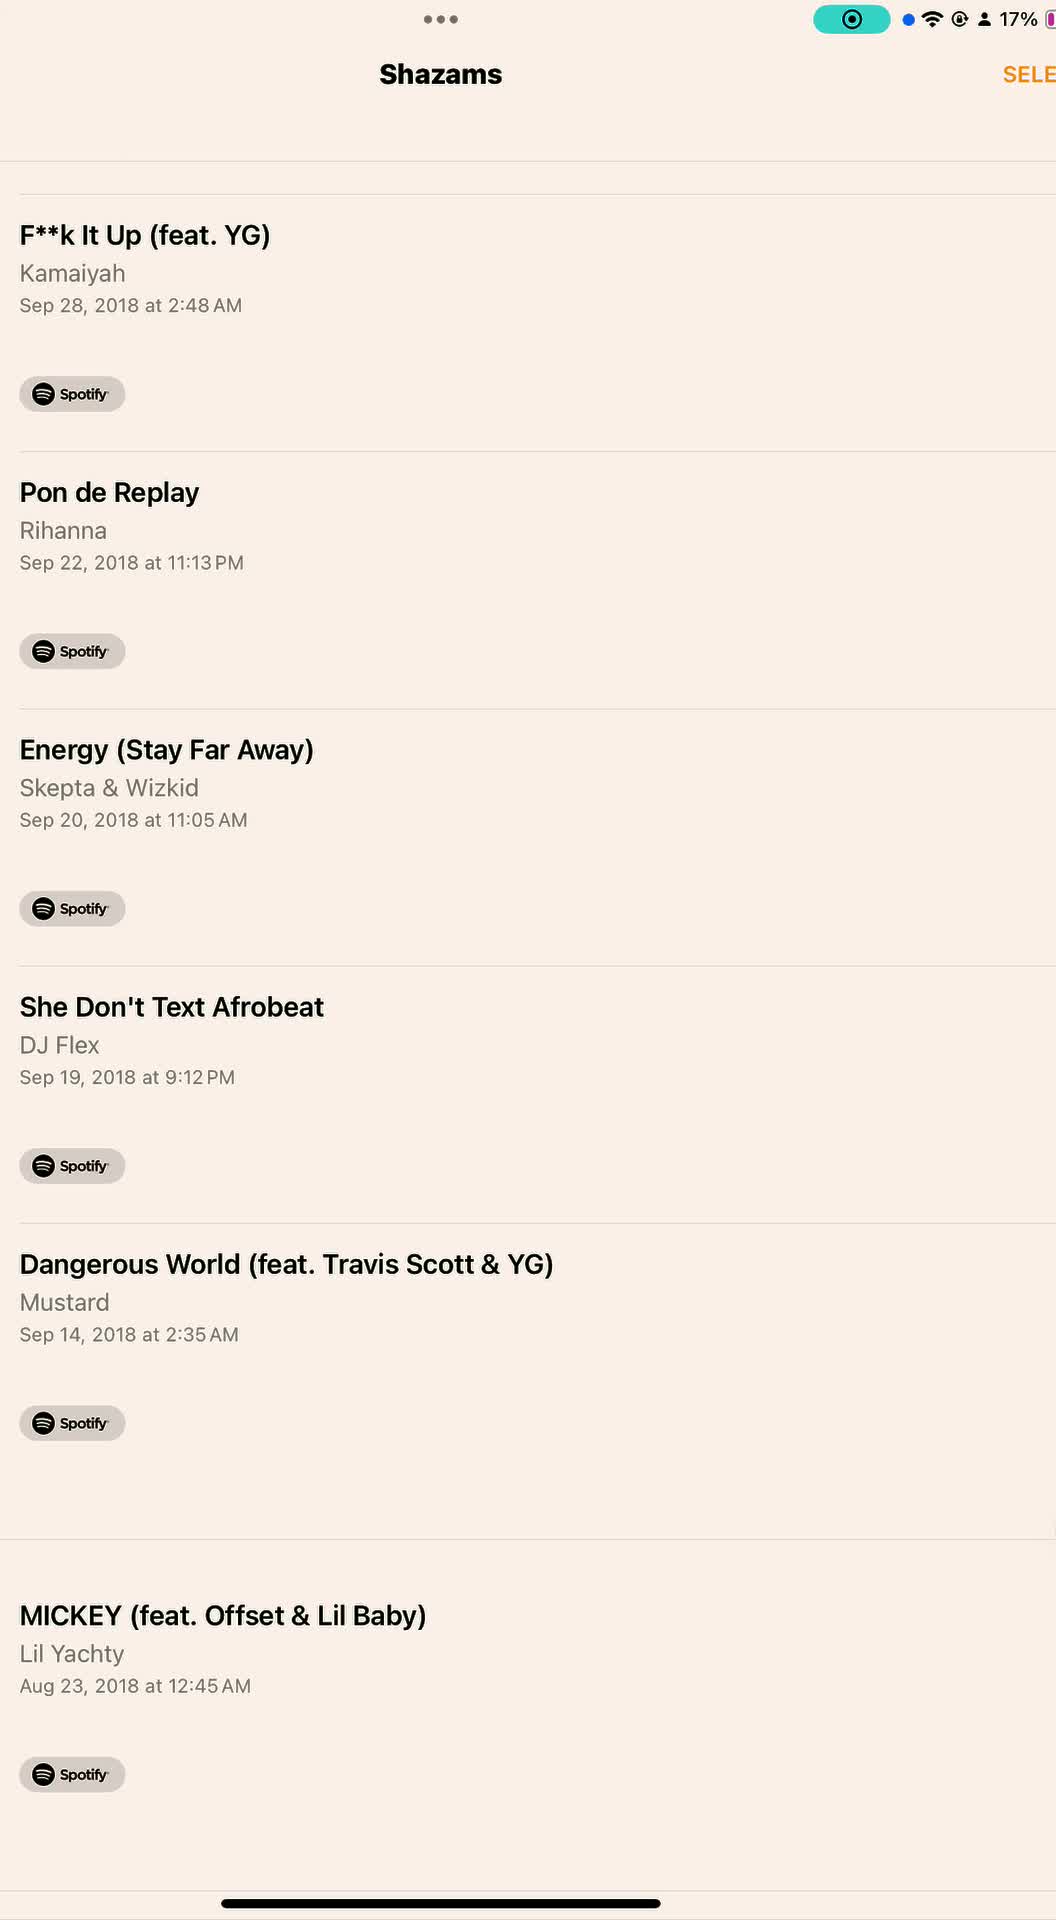 17%
Shazams
SELE
F**k It Up (feat. YG)
Kamaiyah
Sep 28, 2018 at 2:48 AM
Spotify
Pon de Replay
Rihanna
Sep 22, 2018 at 11:13 PM
Spotify
Energy (Stay Far Away)
Skepta & Wizkid
Sep 20, 2018 at 11:05 AM
Spotify
She Don't Text Afrobeat
DJ Flex
Sep 19, 2018 at 9:12 PM
Spotify
Dangerous World (feat. Travis Scott & YG)
Mustard
Sep 14, 2018 at 2:35 AM
Spotify
MICKEY (feat. Offset & Lil Baby)
Lil Yachty
Aug 23, 2018 at 12:45 AM
Spotify